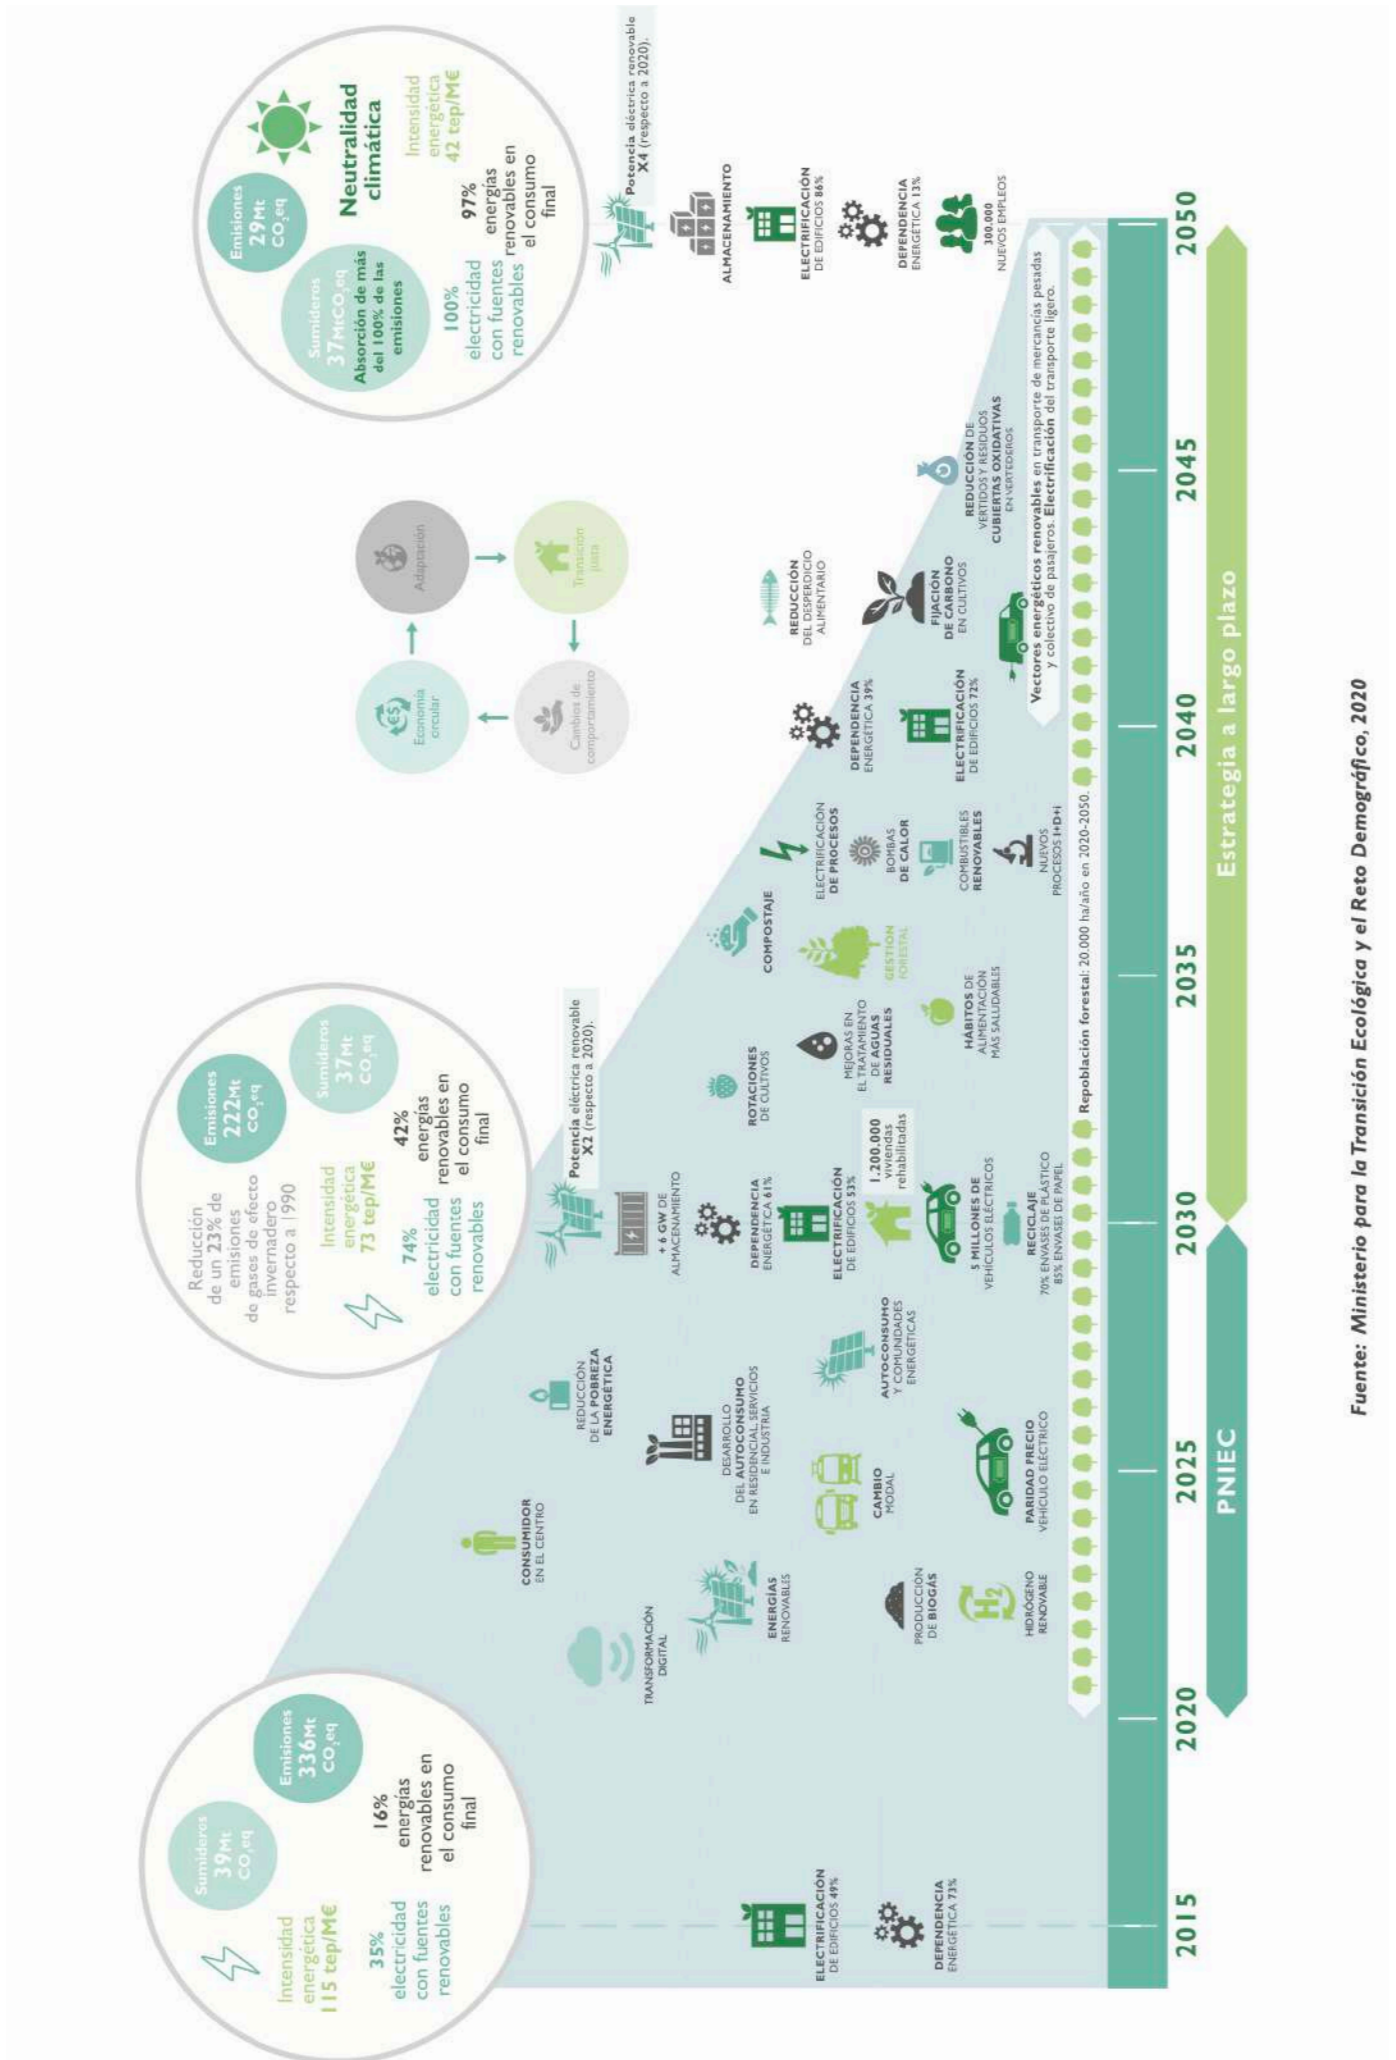 Sumideros
39Mt
CO₂eq
Emisiones
336Mt
CO₂eq
Intensidad
energética
115 tep/M€
35%
electricidad
con fuentes
renovables
16%
energías
renovables en
el consumo
final
ELECTRIFICACIÓN
DE EDIFICIOS 49%
DEPENDENCIA
ENERGÉTICA 73%
TRANSFORMACIÓN
DIGITAL
CONSUMIDOR
EN EL CENTRO
ENERGÍAS
RENOVABLES
PRODUCCIÓN
DE BIOGÁS
H2
HIDRÓGENO
RENOVABLE
REDUCCIÓN
DE LA POBREZA
ENERGÉTICA
DESARROLLO
DEL AUTOCONSUMO
EN RESIDENCIAL, SERVICIOS
E INDUSTRIA
CAMBIO
MODAL
PARIDAD PRECIO
VEHÍCULO ELÉCTRICO
AUTOCONSUMO
Y COMUNIDADES
ENERGÉTICAS
Reducción
de un 23% de
emisiones
de gases de efecto
invernadero
respecto a 1990
Emisiones
222Mt
CO₂eq
Sumideros
37Mt
CO₂eq
Intensidad
energética
73 tep/M€
74%
electricidad
con fuentes
renovables
42%
energías
renovables en
el consumo
final
Potencia eléctrica renovable
X2 (respecto a 2020).
+ 6 GW DE
ALMACENAMIENTO
DEPENDENCIA
ENERGÉTICA 61%
ELECTRIFICACIÓN
DE EDIFICIOS 53%
1.200.000
viviendas
rehabilitadas
5 MILLONES DE
VEHÍCULOS ELÉCTRICOS
RECICLAJE
70% ENVASES DE PLÁSTICO
85% ENVASES DE PAPEL
ROTACIONES
DE CULTIVOS
MEJORAS EN
EL TRATAMIENTO
DE AGUAS
RESIDUALES
HÁBITOS DE
ALIMENTACIÓN
MÁS SALUDABLES
COMPOSTAJE
GESTIÓN
FORESTAL
ELECTRIFICACIÓN
DE PROCESOS
BOMBAS
DE CALOR
COMBUSTIBLES
RENOVABLES
NUEVOS
PROCESOS I+D+i
Economía
circular
Adaptación
Cambios de
comportamiento
Transición
justa
DEPENDENCIA
ENERGÉTICA 39%
ELECTRIFICACIÓN
DE EDIFICIOS 72%
REDUCCIÓN
DEL DESPERDICIO
ALIMENTARIO
FIJACIÓN
DE CARBONO
EN CULTIVOS
REDUCCIÓN DE
VERTIDOS Y RESIDUOS
CUBIERTAS OXIDATIVAS
EN VERTEDEROS
Emisiones
29Mt
CO₂eq
Sumideros
37MtCO₂eq
Absorción de más
del 100% de las
emisiones
Neutralidad
climática
Intensidad
energética
42 tep/M€
100%
electricidad
con fuentes
renovables
97%
energías
renovables en
el consumo
final
Potencia eléctrica renovable
X4 (respecto a 2020).
ALMACENAMIENTO
ELECTRIFICACIÓN
DE EDIFICIOS 86%
DEPENDENCIA
ENERGÉTICA 13%
300.000
NUEVOS EMPLEOS
Vectores energéticos renovables en transporte de mercancías pesadas
y colectivo de pasajeros. Electrificación del transporte ligero.
Repoblación forestal: 20.000 ha/año en 2020-2050.
2015
2020
2025
2030
2035
2040
2045
2050
PNIEC
Estrategia a largo plazo
Fuente: Ministerio para la Transición Ecológica y el Reto Demográfico, 2020